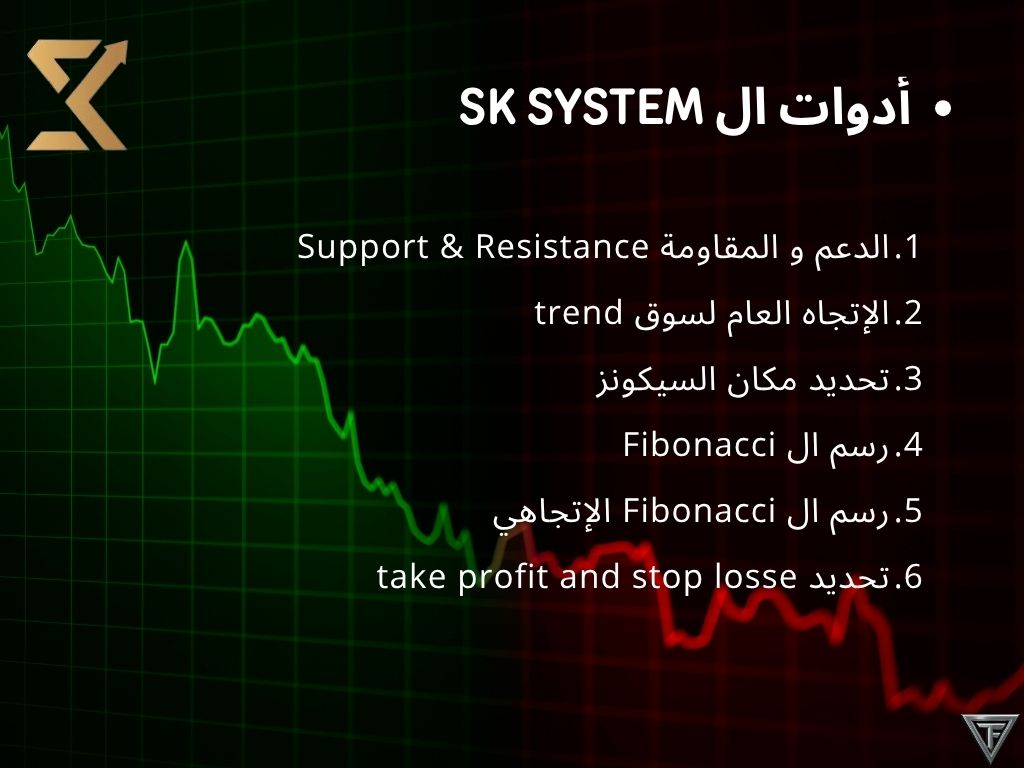 • أدوات ال SK SYSTEM
1. الدعم و المقاومة Support & Resistance
2. الإتجاه العام لسوق trend
3. تحديد مكان السيكونز
4. رسم ال Fibonacci
5. رسم ال Fibonacci الإتجاهي
6. تحديد take profit and stop losse